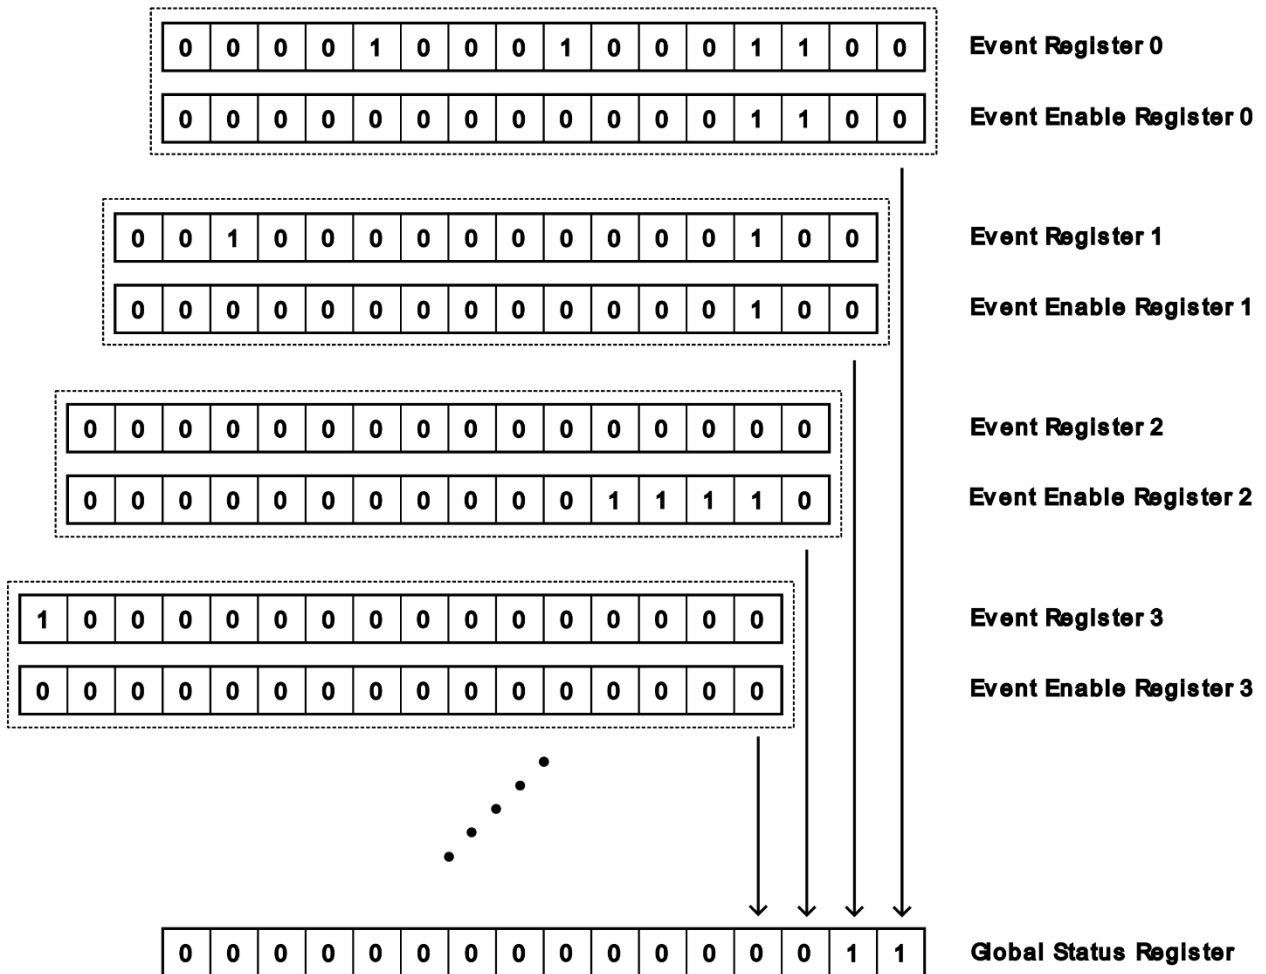 0 0 0 0 1 0 0 0 1 0 0 0 1 1 0 0 Event Register 0
0 0 0 0 0 0 0 0 0 0 0 0 1 1 0 0 Event Enable Register 0
0 0 1 0 0 0 0 0 0 0 0 0 0 1 0 0 Event Register 1
0 0 0 0 0 0 0 0 0 0 0 0 0 1 0 0 Event Enable Register 1
0 0 0 0 0 0 0 0 0 0 0 0 0 0 0 0 Event Register 2
0 0 0 0 0 0 0 0 0 0 0 1 1 1 1 0 Event Enable Register 2
1 0 0 0 0 0 0 0 0 0 0 0 0 0 0 0 Event Register 3
0 0 0 0 0 0 0 0 0 0 0 0 0 0 0 0 Event Enable Register 3
0 0 0 0 0 0 0 0 0 0 0 0 0 0 1 1 Global Status Register